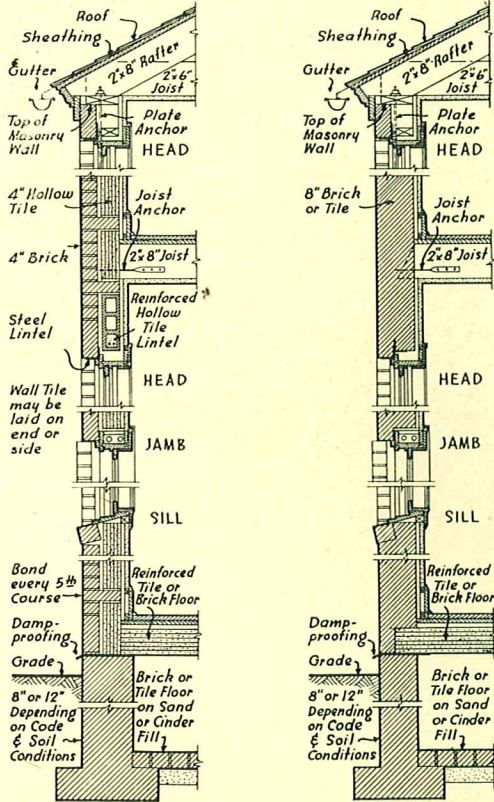 Roof
Sheathing
2"x8" Rafter
&
Gutter
2"x6"
Joist
Top of
Masonry
Wall
Plate
Anchor
HEAD
4" Hollow
Tile
Joist
Anchor
4" Brick
2"x8" Joist
Reinforced
Hollow
Tile
Lintel
Steel
Lintel
HEAD
Wall Tile
may be
laid on
end or
side
JAMB
SILL
Bond
every 5th
Course
Reinforced
Tile or
Brick Floor
Damp-
proofing
Grade
8" or 12"
Depending
on Code
& Soil
Conditions
Brick or
Tile Floor
on Sand
or Cinder
Fill
Roof
Sheathing
2"x8" Rafter
Gutter
2"x6"
Joist
Top of
Masonry
Wall
Plate
Anchor
HEAD
8" Brick
or Tile
Joist
Anchor
2"x8" Joist
HEAD
JAMB
SILL
Reinforced
Tile or
Brick Floor
Damp-
proofing
Grade
8" or 12"
Depending
on Code
& Soil
Conditions
Brick or
Tile Floor
on Sand
or Cinder
Fill